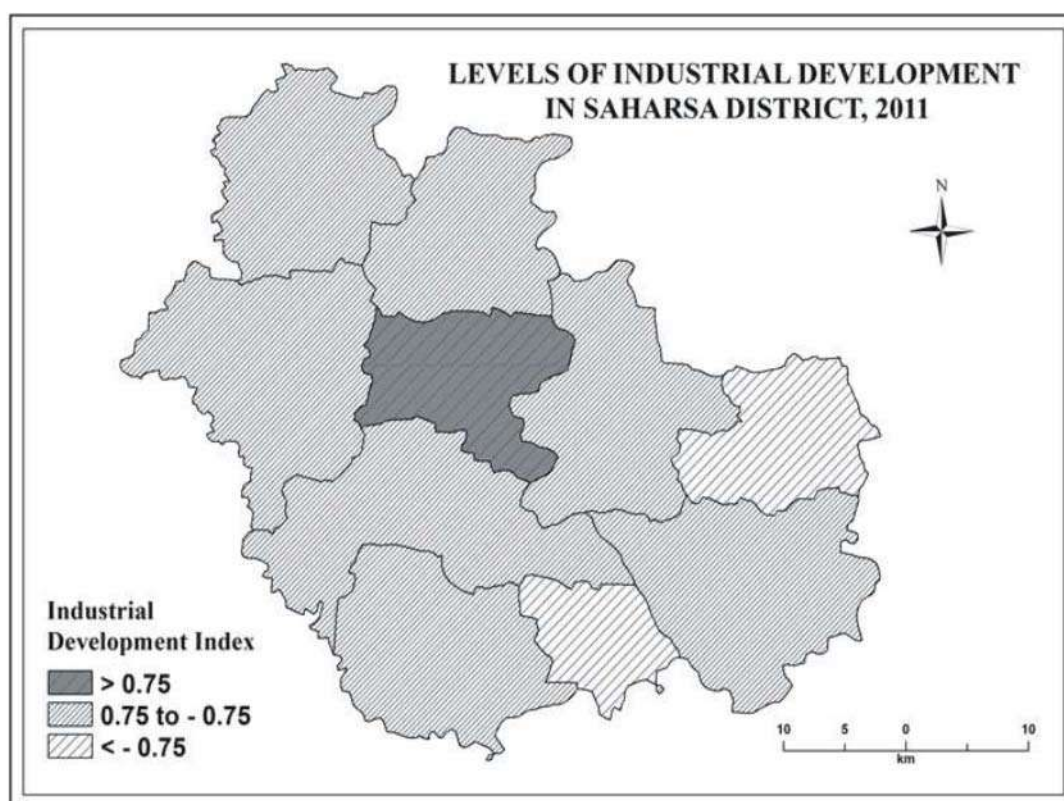 LEVELS OF INDUSTRIAL DEVELOPMENT
IN SAHARSA DISTRICT, 2011
N
Industrial
Development Index
> 0.75
0.75 to - 0.75
< - 0.75
10 5 0 10
km